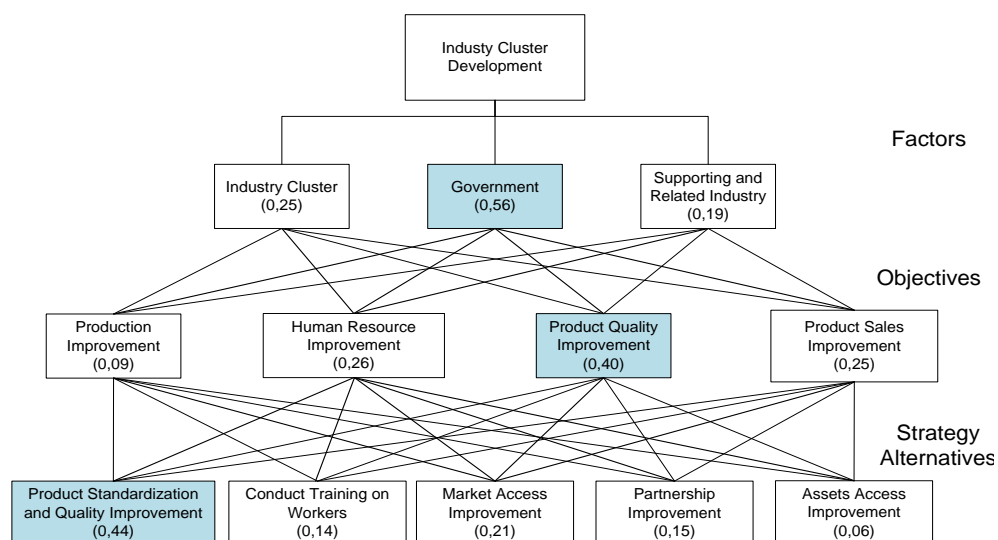 Industy Cluster
Development
Factors
Industry Cluster
(0,25)
Government
(0,56)
Supporting and
Related Industry
(0,19)
Objectives
Production
Improvement
(0,09)
Human Resource
Improvement
(0,26)
Product Quality
Improvement
(0,40)
Product Sales
Improvement
(0,25)
Strategy
Alternatives
Product Standardization
and Quality Improvement
(0,44)
Conduct Training on
Workers
(0,14)
Market Access
Improvement
(0,21)
Partnership
Improvement
(0,15)
Assets Access
Improvement
(0,06)